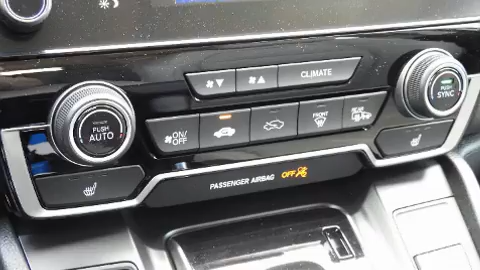 CLIMATE
PUSH
AUTO
PUSH
SYNC
ON/
OFF
FRONT
REAR
PASSENGER AIRBAG OFF